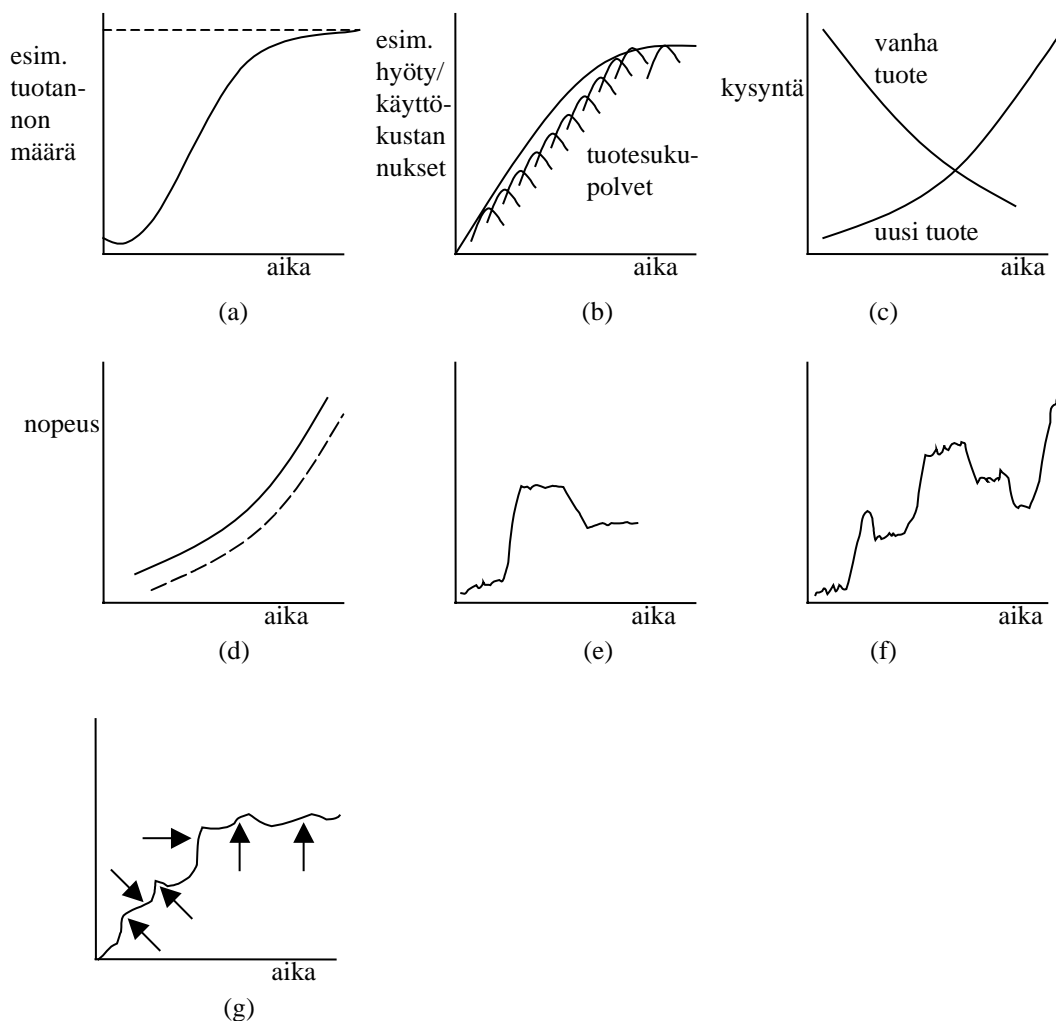 esim.
tuotan-
non
määrä
aika
(a)
esim.
hyöty/
käyttö-
kustan
nukset
tuotesuku-
polvet
aika
(b)
kysyntä
vanha
tuote
uusi tuote
aika
(c)
nopeus
aika
(d)
aika
(e)
aika
(f)
aika
(g)